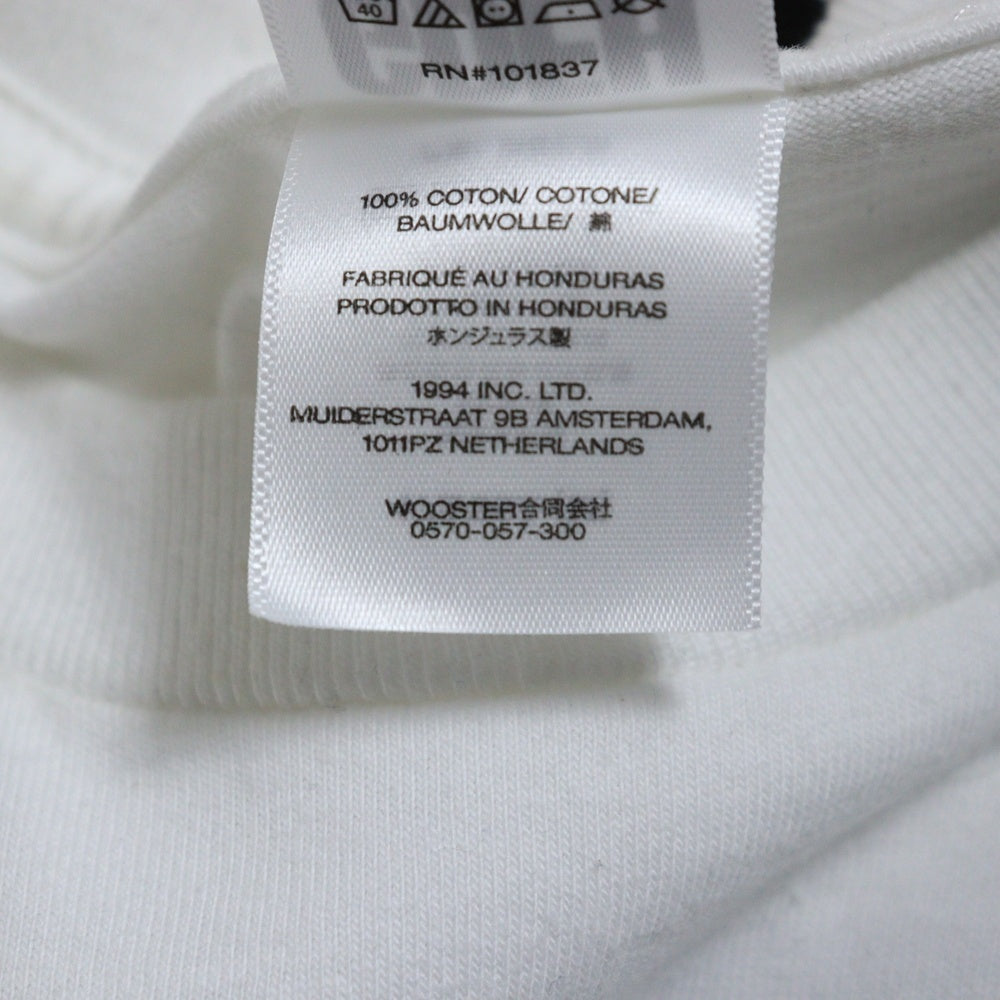 40
RN#101837
100% COTON/ COTONE/
BAUMWOLLE/ 綿
FABRIQUÉ AU HONDURAS
PRODOTTO IN HONDURAS
ホンジュラス製
1994 INC. LTD.
MUIDERSTRAAT 9B AMSTERDAM,
1011PZ NETHERLANDS
WOOSTER合同会社
0570-057-300